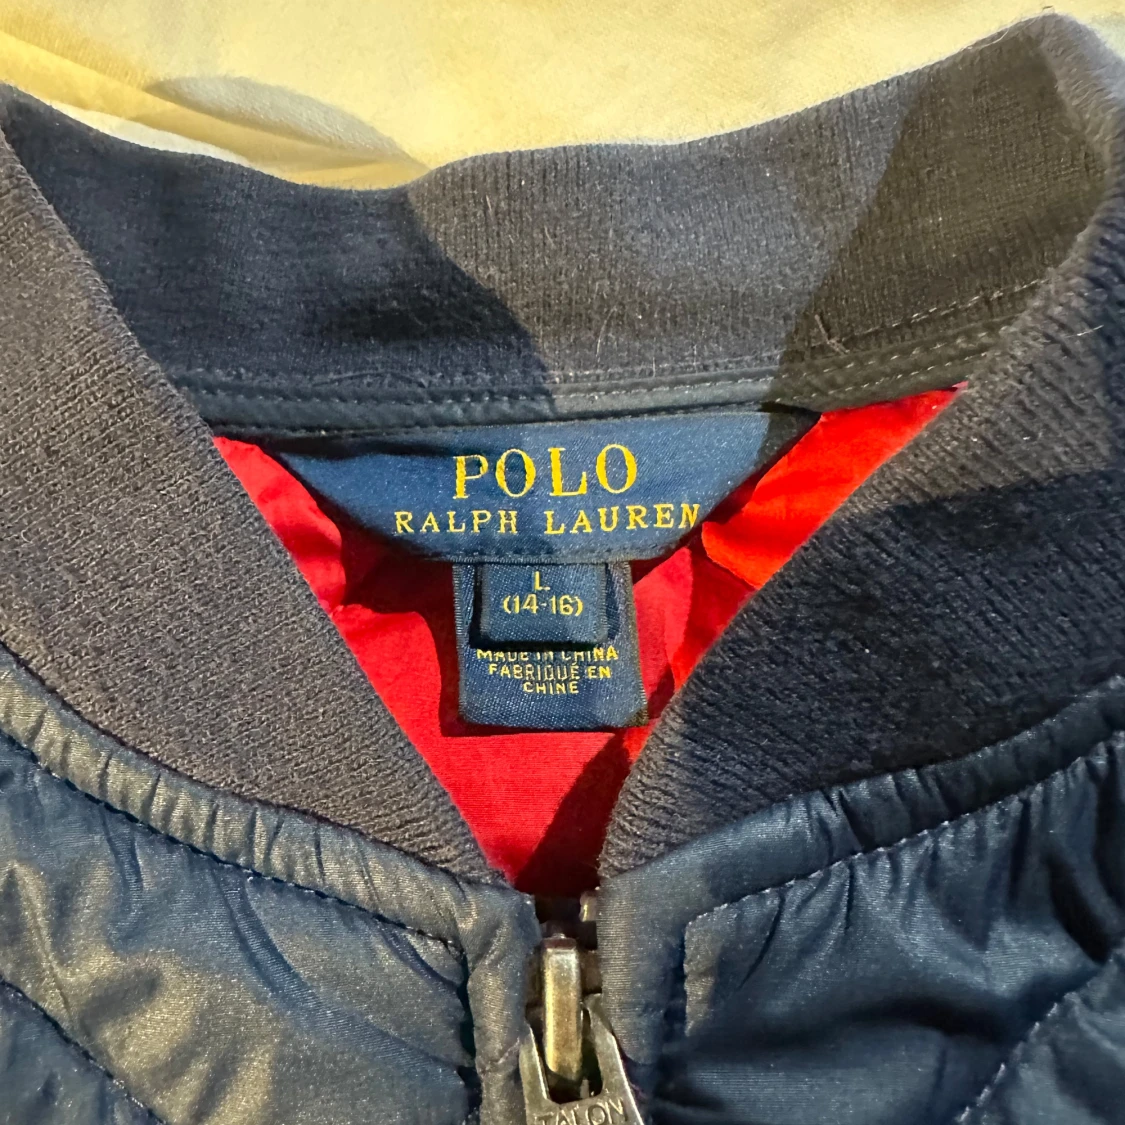 POLO
RALPH LAUREN
L
(14-16)
MADE IN CHINA
FABRIQUÉ EN
CHINE
TALON